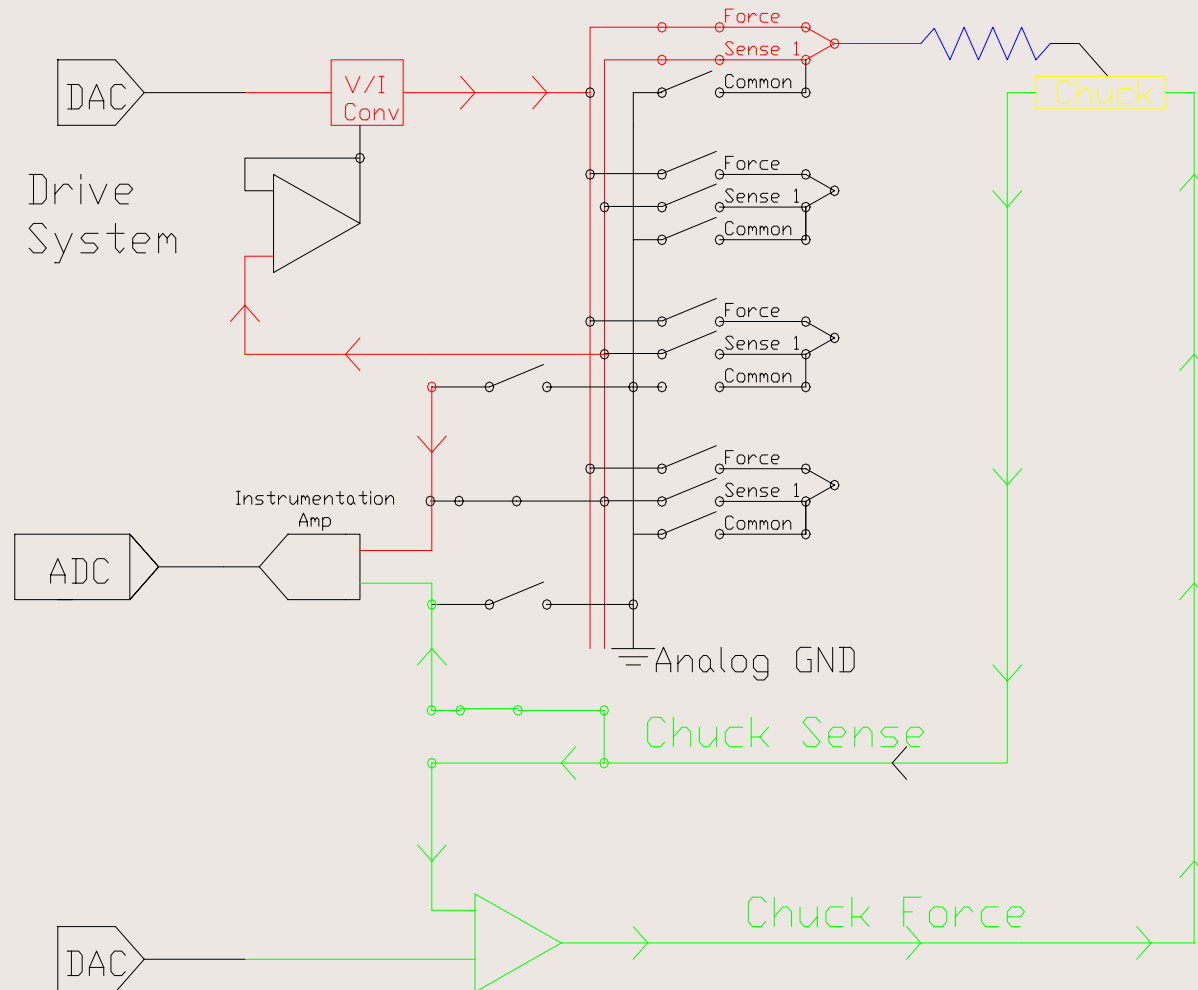 Force
Sense 1
Common
DAC
V/I
Conv
Chuck
Drive
System
Force
Sense 1
Common
Force
Sense 1
Common
Force
Sense 1
Common
Instrumentation
Amp
ADC
Analog GND
Chuck Sense
Chuck Force
DAC